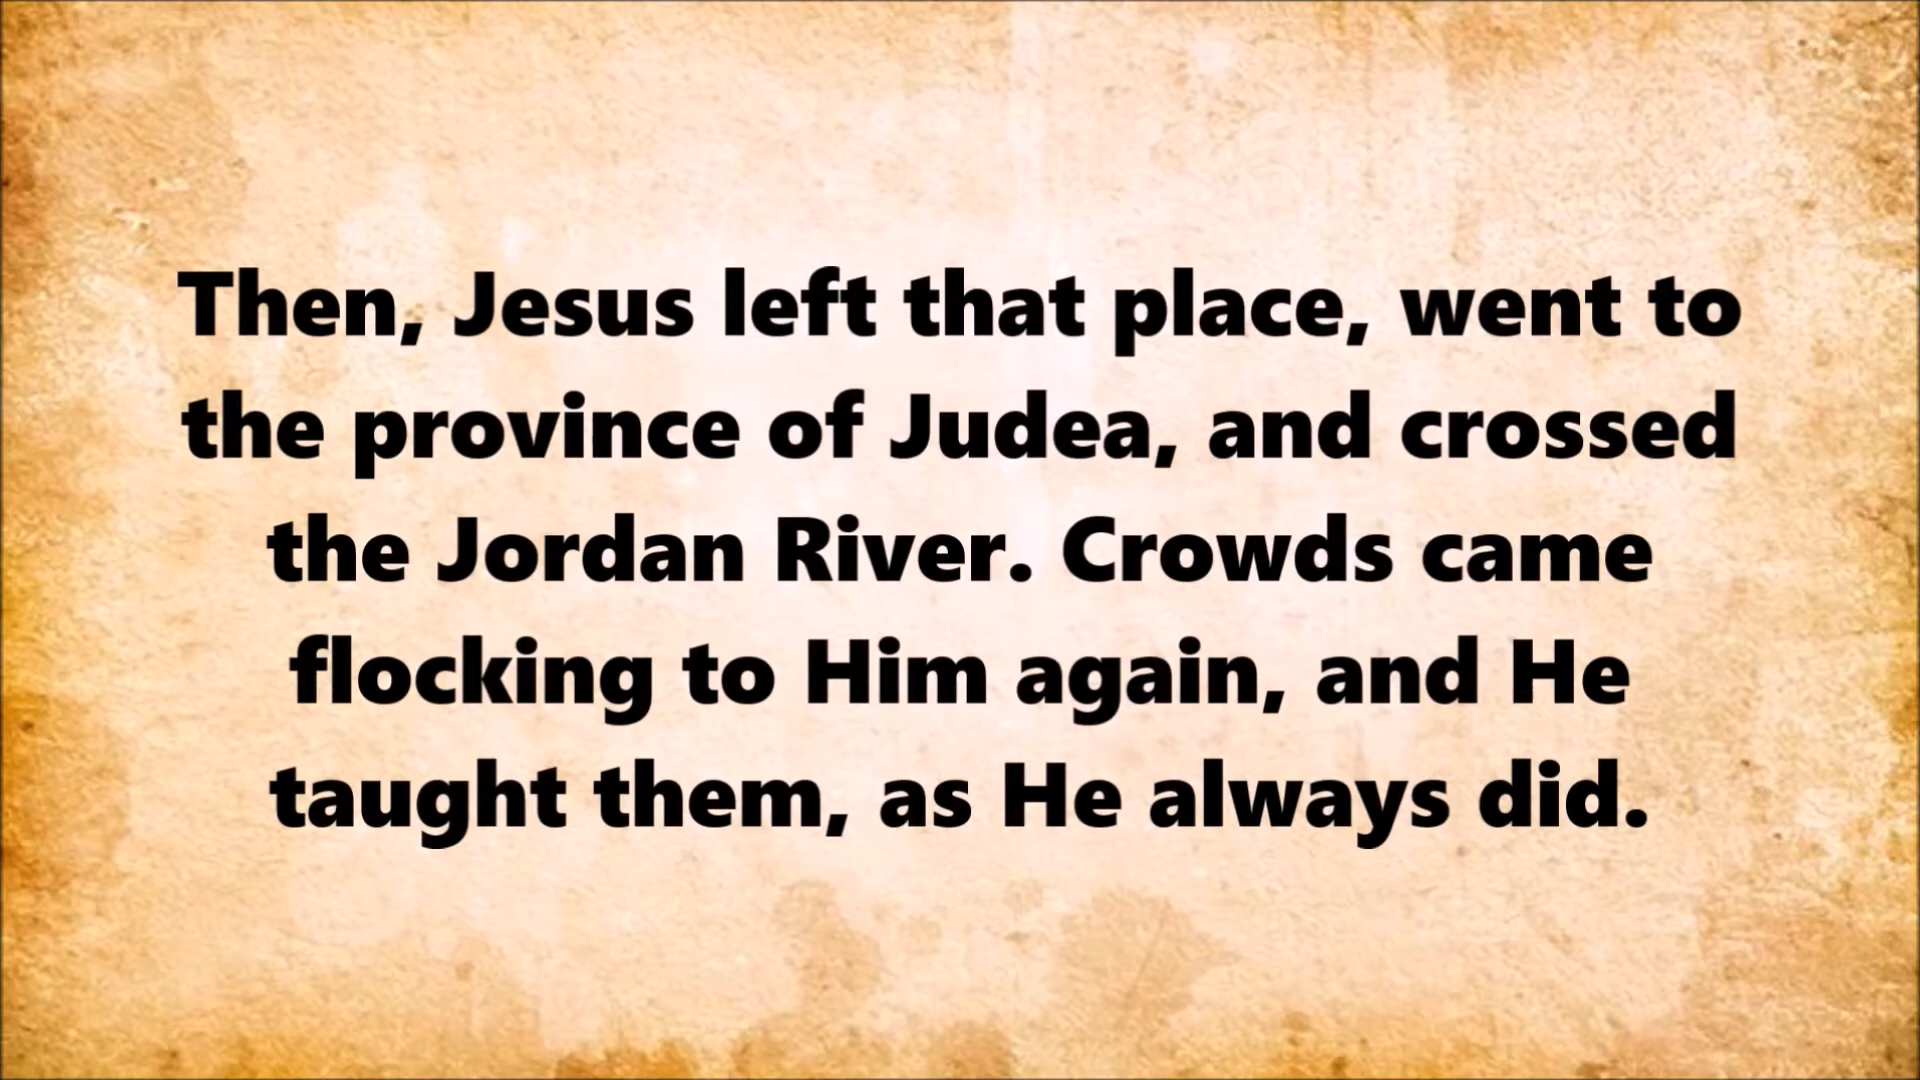 Then, Jesus left that place, went to
the province of Judea, and crossed
the Jordan River. Crowds came
flocking to Him again, and He
taught them, as He always did.